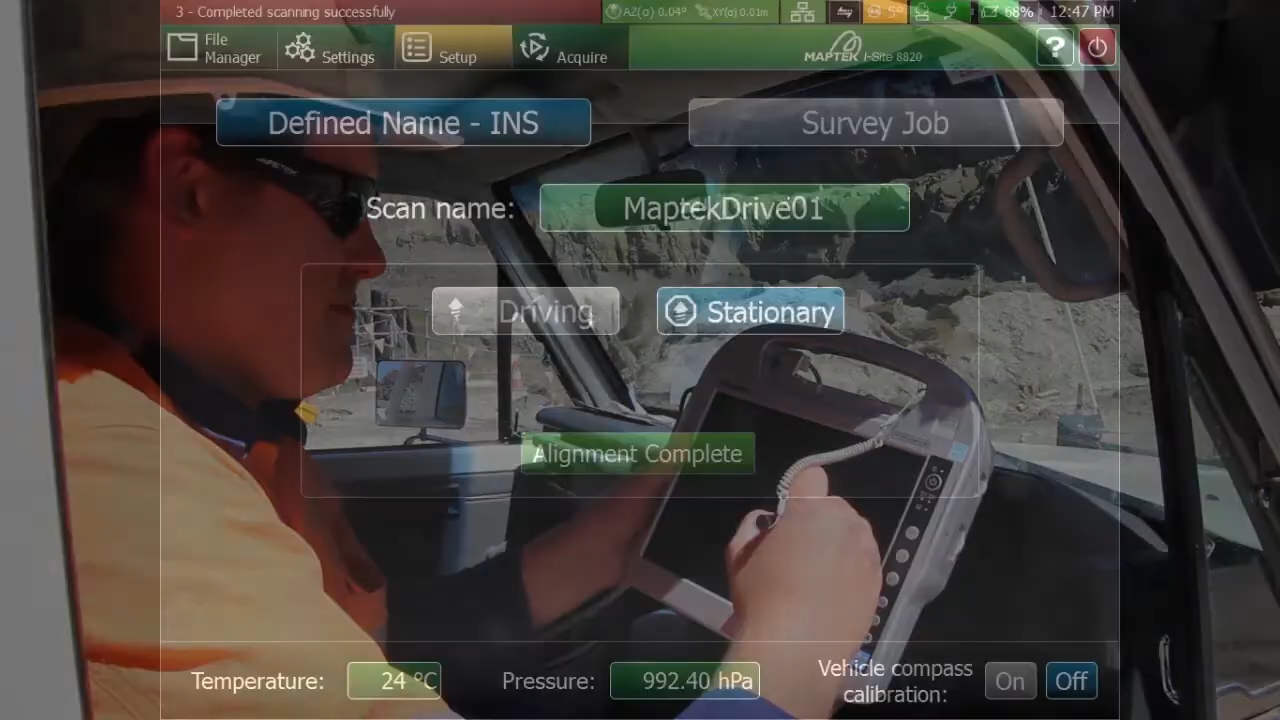 3 - Completed scanning successfully
AZ(σ) 0.04°
XY(σ) 0.01m
5°
68%
12:47 PM
File Manager
Settings
Setup
Acquire
MAPTEK I-Site 8820
?
Defined Name - INS
Survey Job
Scan name:
MaptekDrive01
Driving
Stationary
Alignment Complete
Temperature:
24 °C
Pressure:
992.40 hPa
Vehicle compass
calibration:
On
Off